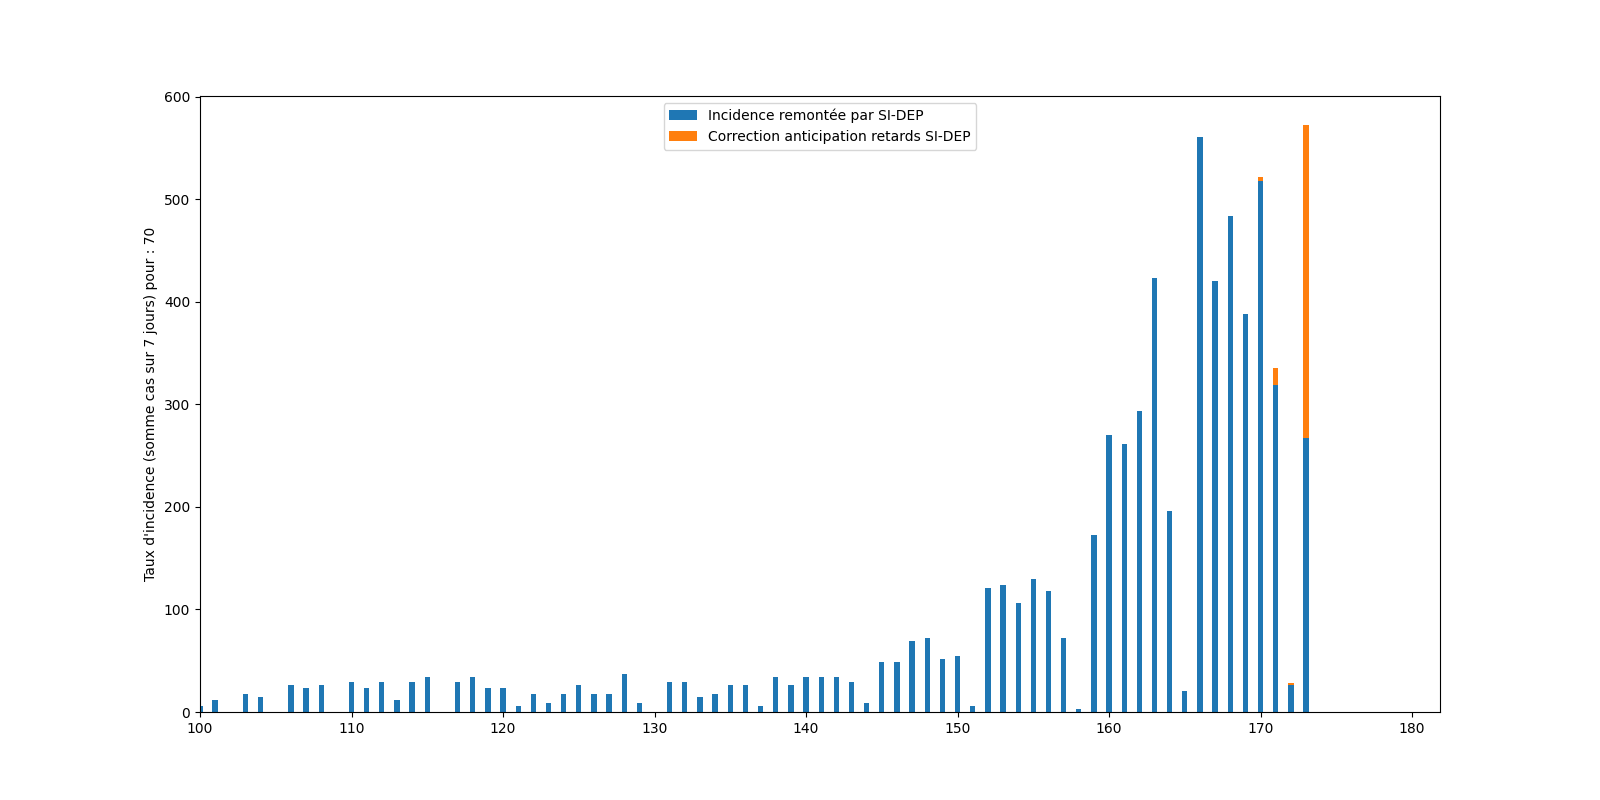 600
500
400
300
200
100
0
Taux d'incidence (somme cas sur 7 jours) pour : 70
Incidence remontée par SI-DEP
Correction anticipation retards SI-DEP
100 110 120 130 140 150 160 170 180